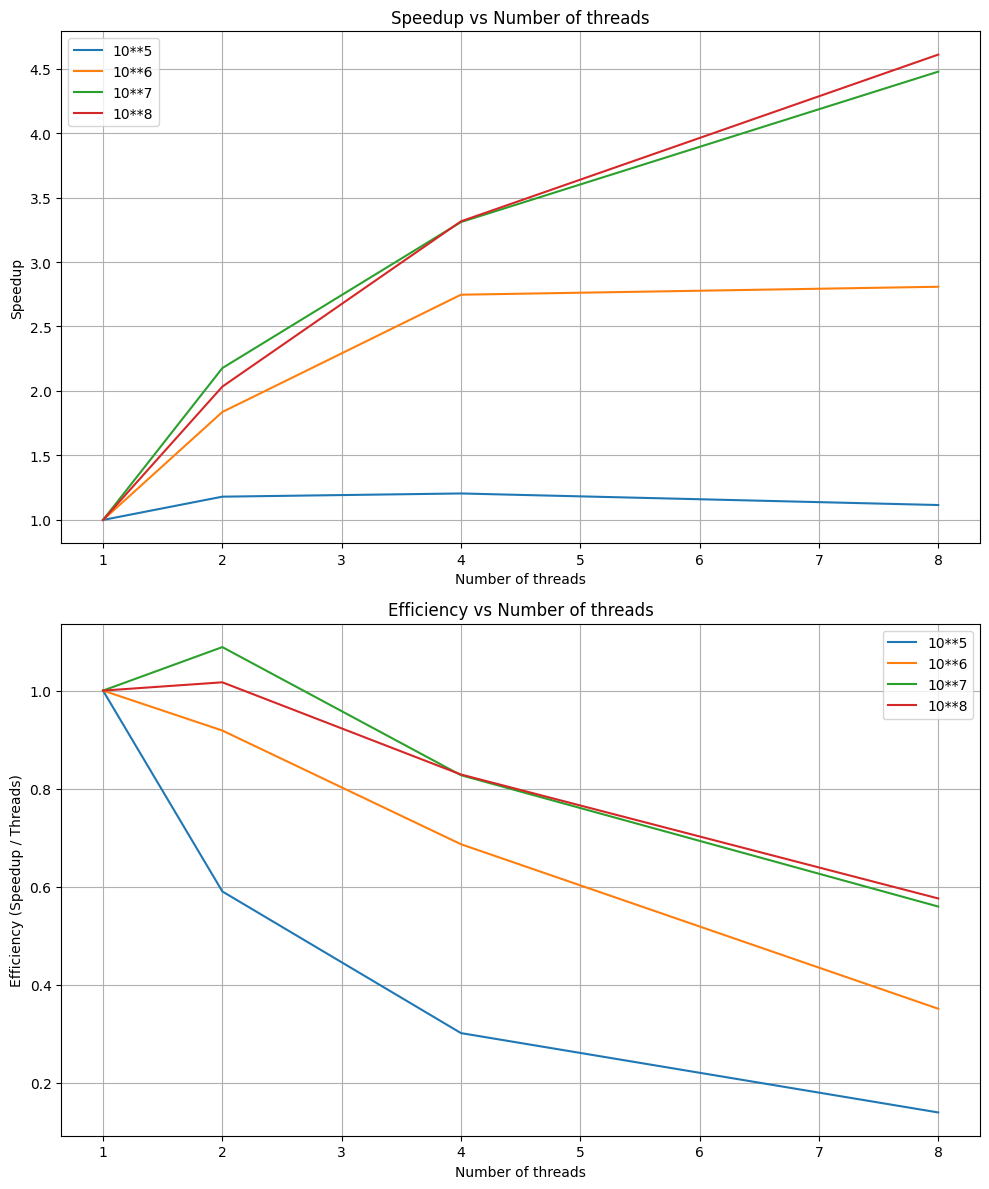 Speedup vs Number of threads
10**5
10**6
10**7
10**8
4.5
4.0
3.5
3.0
2.5
2.0
1.5
1.0
Speedup
1 2 3 4 5 6 7 8
Number of threads
Efficiency vs Number of threads
10**5
10**6
10**7
10**8
1.0
0.8
0.6
0.4
0.2
Efficiency (Speedup / Threads)
1 2 3 4 5 6 7 8
Number of threads